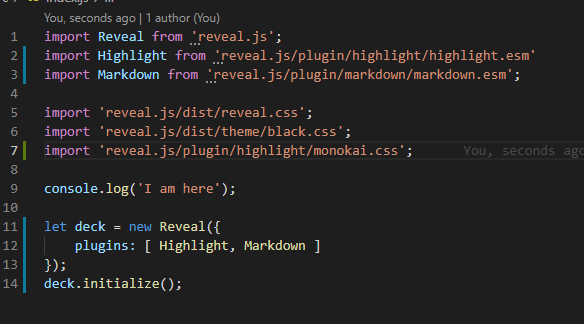 index.js
You, seconds ago | 1 author (You)
1 import Reveal from 'reveal.js';
2 import Highlight from 'reveal.js/plugin/highlight/highlight.esm'
3 import Markdown from 'reveal.js/plugin/markdown/markdown.esm';
4
5 import 'reveal.js/dist/reveal.css';
6 import 'reveal.js/dist/theme/black.css';
7 import 'reveal.js/plugin/highlight/monokai.css'; You, seconds ago
8
9 console.log('I am here');
10
11 let deck = new Reveal({
12 plugins: [ Highlight, Markdown ]
13 });
14 deck.initialize();